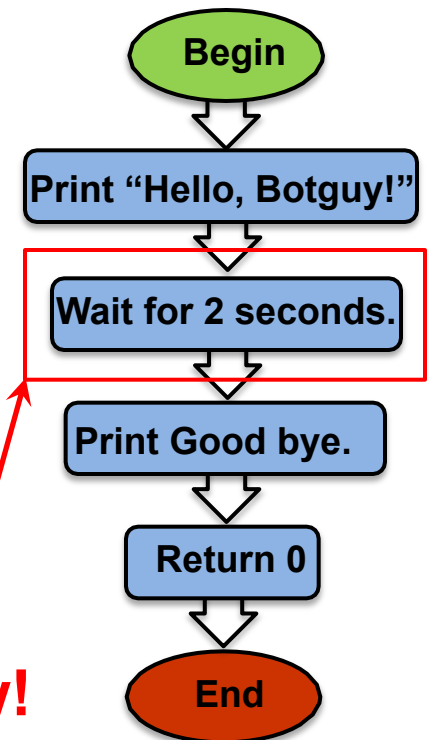 Begin
Print “Hello, Botguy!”
Wait for 2 seconds.
Print Good bye.
Return 0
End